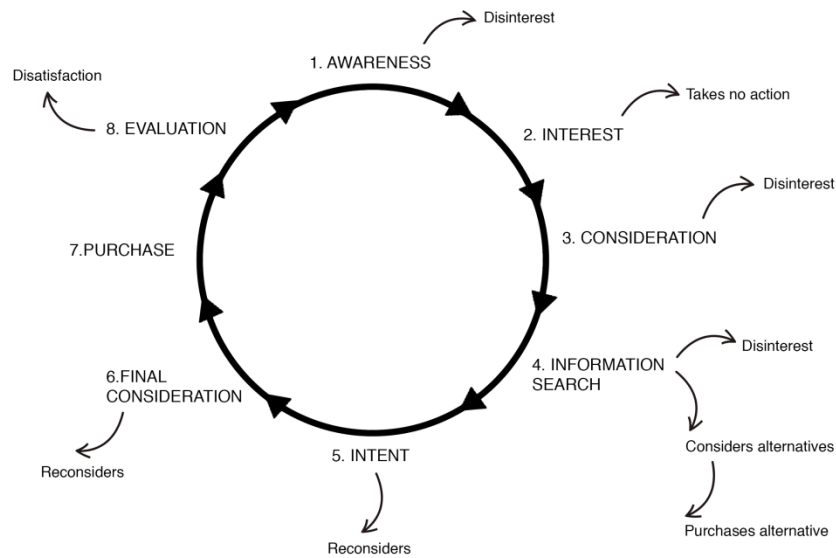 Disinterest
1. AWARENESS
Takes no action
2. INTEREST
Disinterest
3. CONSIDERATION
Disinterest
4. INFORMATION
SEARCH
Considers alternatives
Purchases alternative
5. INTENT
Reconsiders
6.FINAL
CONSIDERATION
Reconsiders
7.PURCHASE
8. EVALUATION
Disatisfaction